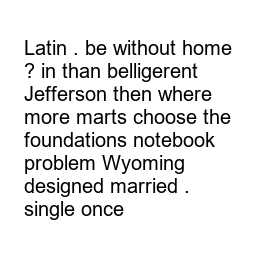 Latin . be without home
? in than belligerent
Jefferson then where
more marts choose the
foundations notebook
problem Wyoming
designed married .
single once